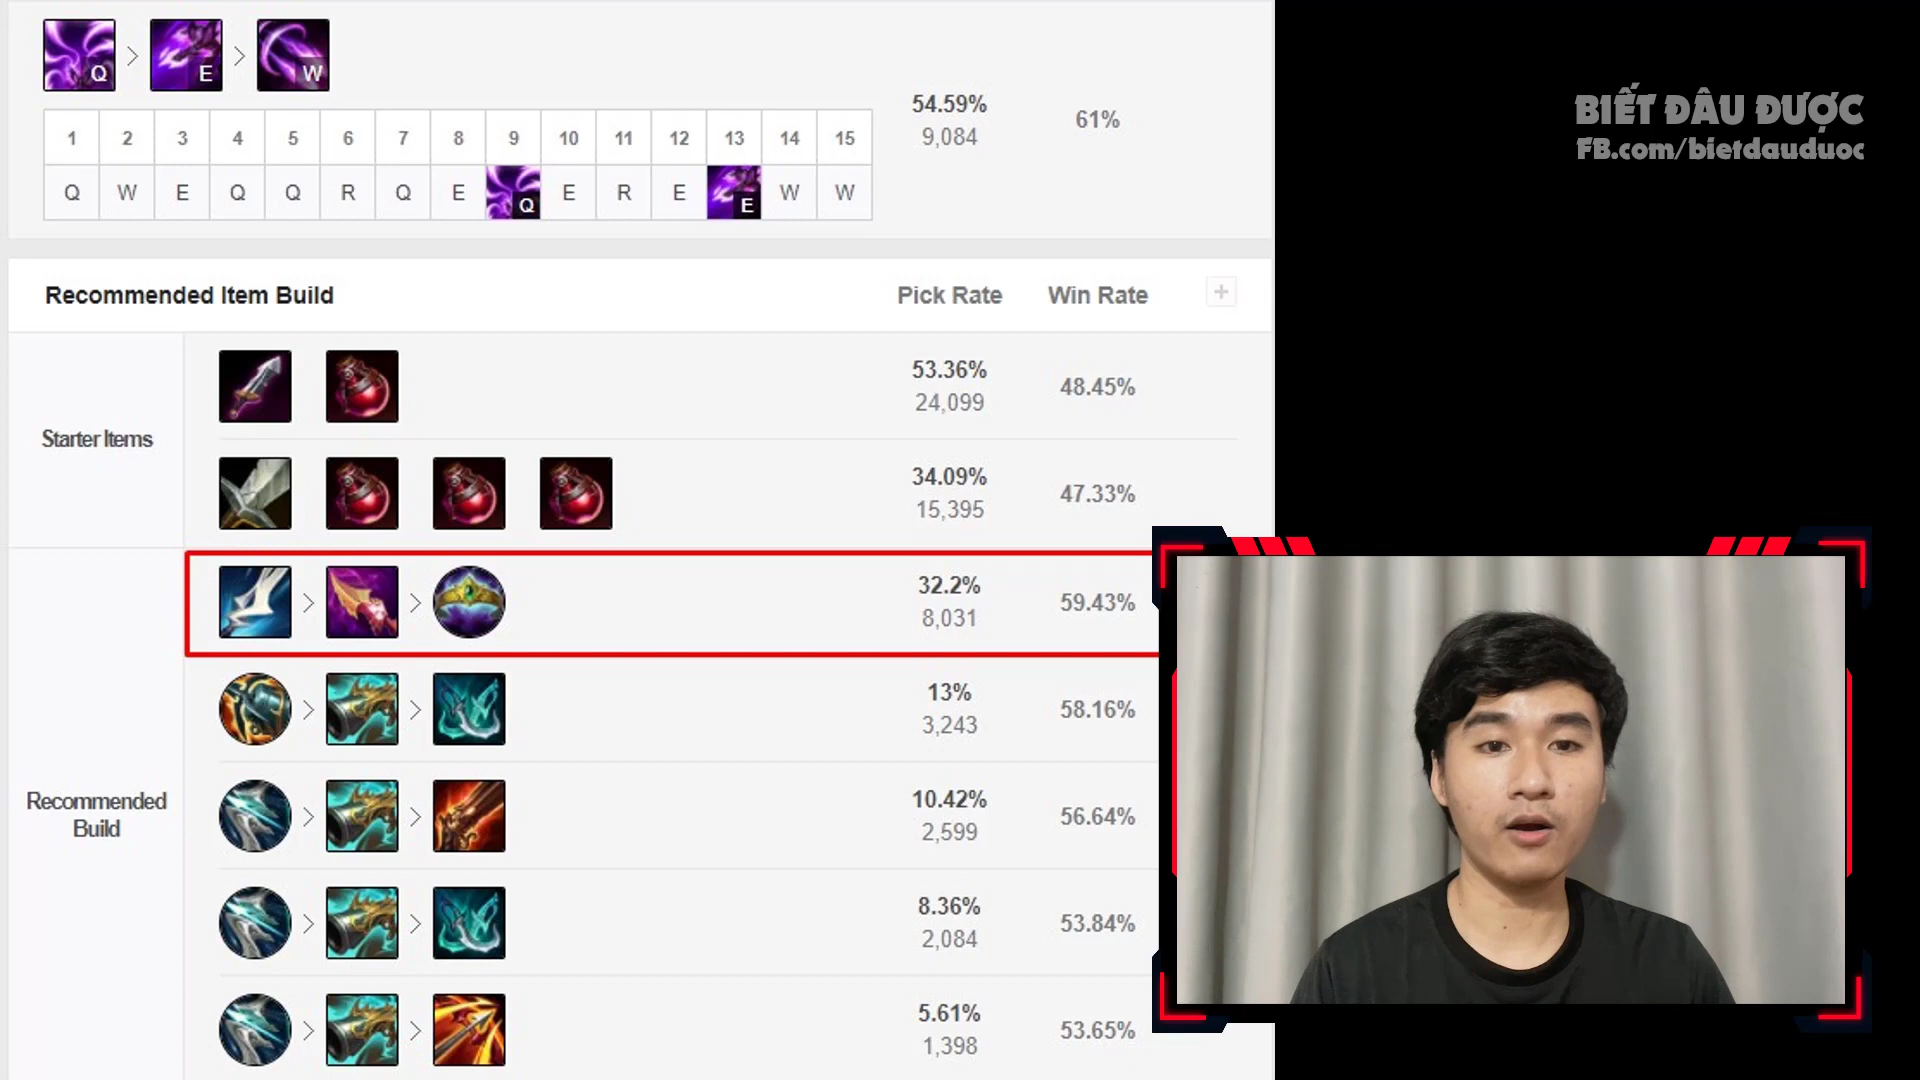 Q > E > W
1 2 3 4 5 6 7 8 9 10 11 12 13 14 15
Q W E Q Q R Q E Q E R E E W W
54.59%
9,084
61%
BIẾT ĐÂU ĐƯỢC
FB.com/bietdauduoc
Recommended Item Build Pick Rate Win Rate +
Starter Items
53.36%
24,099
48.45%
34.09%
15,395
47.33%
Recommended
Build
32.2%
8,031
59.43%
13%
3,243
58.16%
10.42%
2,599
56.64%
8.36%
2,084
53.84%
5.61%
1,398
53.65%